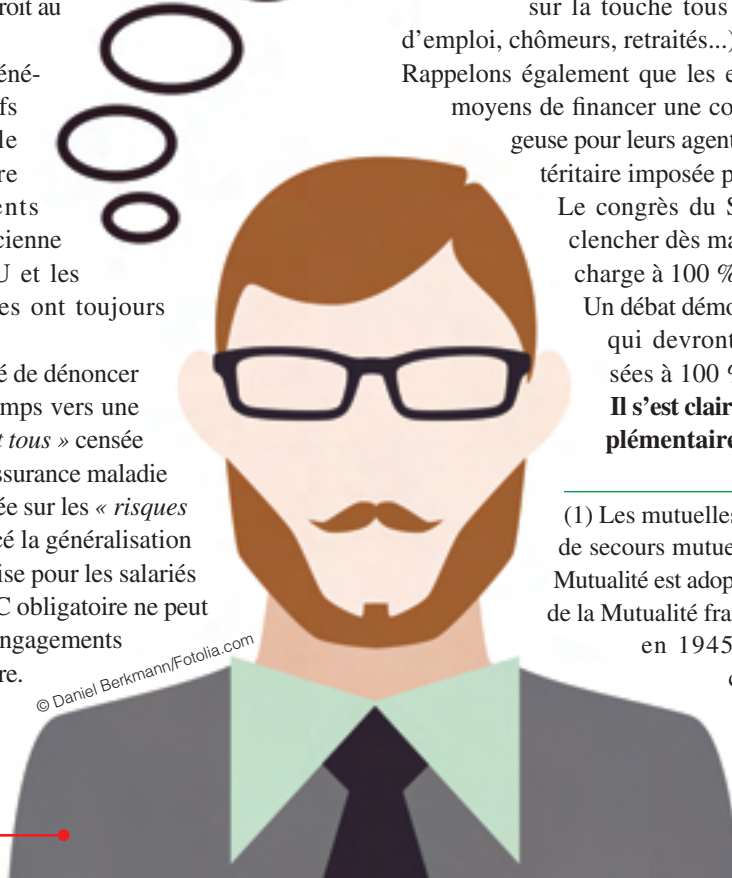 roit au
éné-
fs
le
re
ents
cienne
U et les
es ont toujours
é de dénoncer
mps vers une
t tous » censée
ssurance maladie
ée sur les « risques
cé la généralisation
ise pour les salariés
C obligatoire ne peut
ngagements
re.
© Daniel Berkmann/Fotolia.com
sur la touche tous
d’emploi, chômeurs, retraités...)
Rappelons également que les e
moyens de financer une co
geuse pour leurs agent
téritaire imposée p
Le congrès du S
clencher dès ma
charge à 100 %
Un débat démo
qui devront
sées à 100 %
Il s’est clair
plémentaire
(1) Les mutuelles
de secours mutue
Mutualité est adop
de la Mutualité fra
en 1945